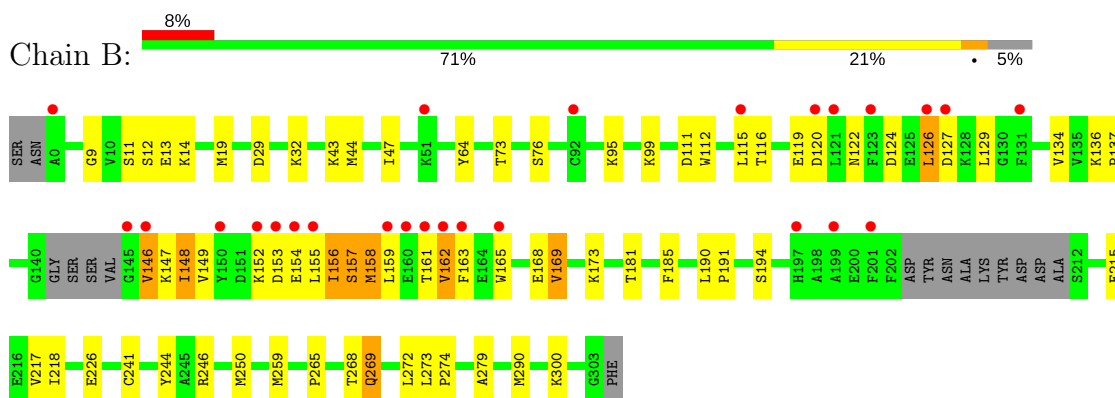 8%
Chain B:
71% 21% • 5%
SER ASN A0 G9 V10 S11 S12 E13 K14 M19 D29 K32 K43 M44 I47 K51 Y64 T73 S76 C92 K95 K99 D111 W112 L115 T116 E119 D120 L121 N122 F123 D124 E125 L126 D127 K128 L129 G130 F131 V134 V135 K136
G140 GLY SER SER VAL G145 V146 K147 I148 V149 Y150 D151 K152 D153 E154 L155 I156 S157 M158 L159 E160 T161 V162 F163 E164 W165 E168 V169 K173 T181 F185 L190 P191 S194 H197 A198 A199 E200 F201 F202 ASP TYR ASN ALA LYS TYR ASP ASP ALA S212
E216 V217 I218 E226 C241 Y244 A245 R246 M250 M259 P265 T268 Q269 L272 L273 P274 A279 M290 K300 G303 PHE